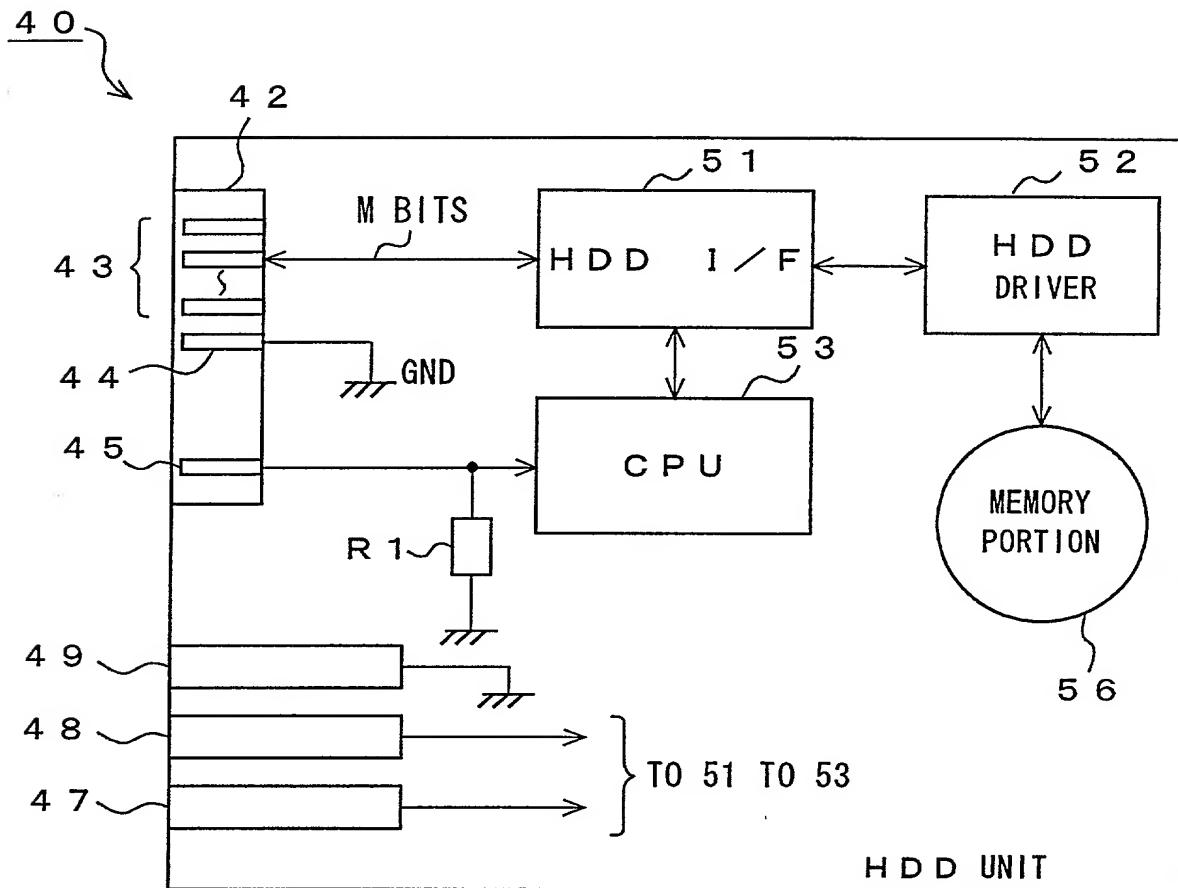 40
42
43
M BITS
51
HDD I/F
52
HDD
DRIVER
44
GND
53
45
CPU
R1
MEMORY
PORTION
56
49
48
47
TO 51 TO 53
HDD UNIT